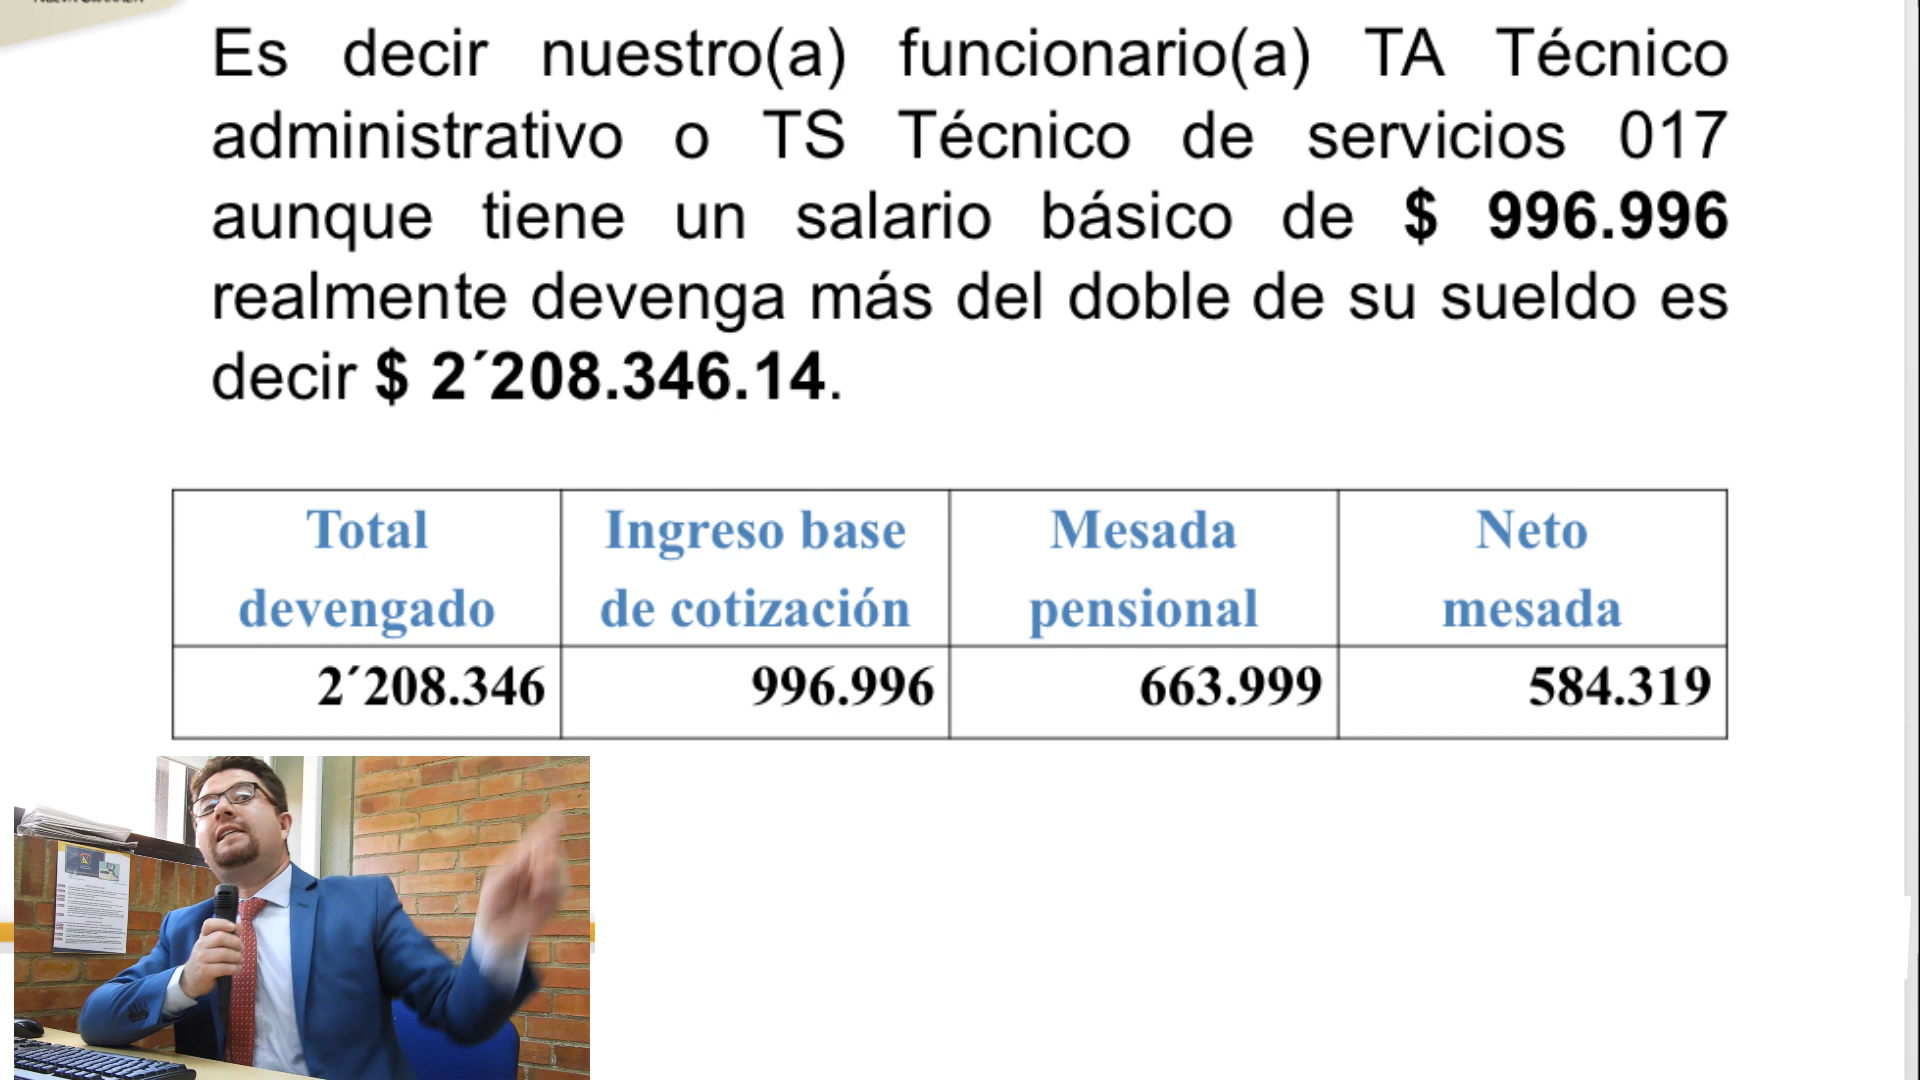 Es decir nuestro(a) funcionario(a) TA Técnico
administrativo o TS Técnico de servicios 017
aunque tiene un salario básico de $ 996.996
realmente devenga más del doble de su sueldo es
decir $ 2´208.346.14.
Total devengado
Ingreso base de cotización
Mesada pensional
Neto mesada
2´208.346
996.996
663.999
584.319